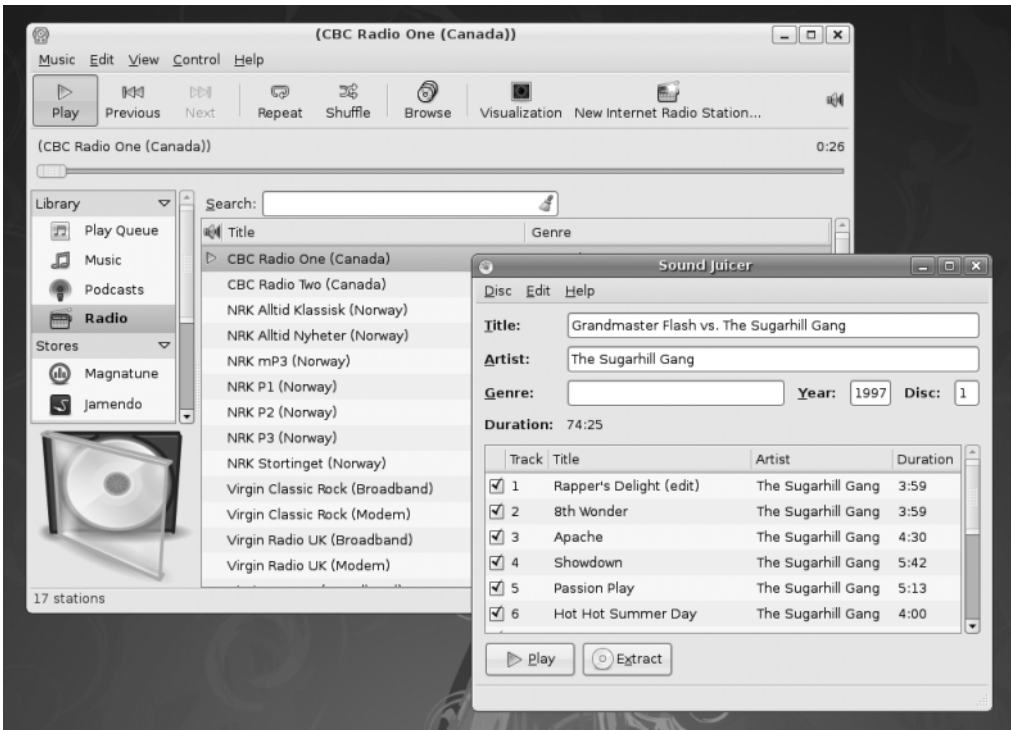 (CBC Radio One (Canada))
Music Edit View Control Help
Play Previous Next Repeat Shuffle Browse Visualization New Internet Radio Station...
(CBC Radio One (Canada)) 0:26
Library
Play Queue
Music
Podcasts
Radio
Stores
Magnatune
Jamendo
Search:
Title Genre
CBC Radio One (Canada)
CBC Radio Two (Canada)
NRK Alltid Klassisk (Norway)
NRK Alltid Nyheter (Norway)
NRK mP3 (Norway)
NRK P1 (Norway)
NRK P2 (Norway)
NRK P3 (Norway)
NRK Stortinget (Norway)
Virgin Classic Rock (Broadband)
Virgin Classic Rock (Modem)
Virgin Radio UK (Broadband)
Virgin Radio UK (Modem)
17 stations
Sound Juicer
Disc Edit Help
Title: Grandmaster Flash vs. The Sugarhill Gang
Artist: The Sugarhill Gang
Genre: Year: 1997 Disc: 1
Duration: 74:25
Track Title Artist Duration
1 Rapper's Delight (edit) The Sugarhill Gang 3:59
2 8th Wonder The Sugarhill Gang 3:59
3 Apache The Sugarhill Gang 4:30
4 Showdown The Sugarhill Gang 5:42
5 Passion Play The Sugarhill Gang 5:13
6 Hot Hot Summer Day The Sugarhill Gang 4:00
Play Extract